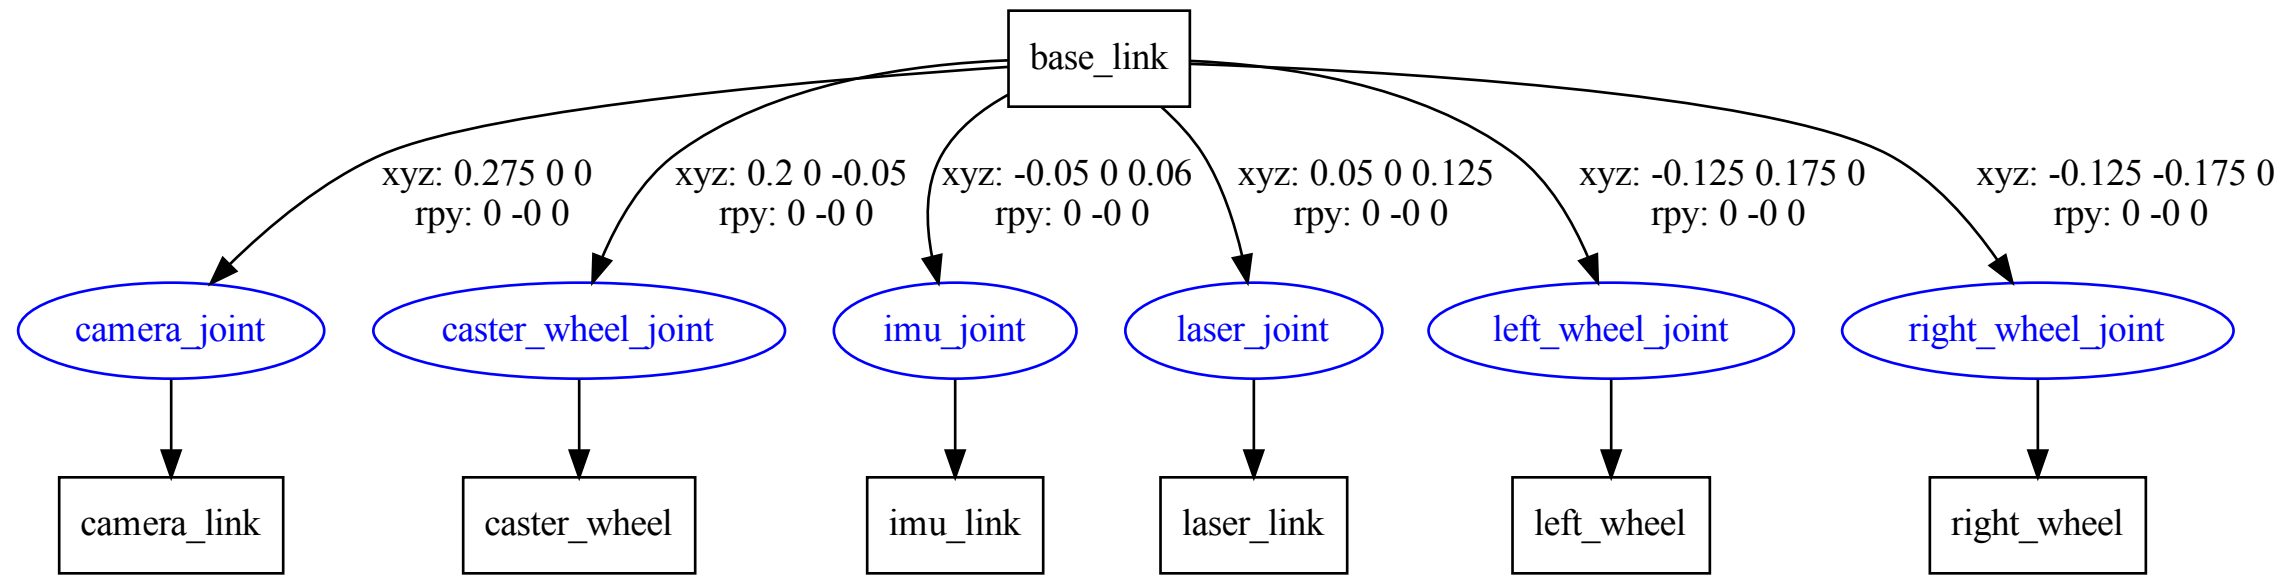 base_link
xyz: 0.275 0 0
rpy: 0 -0 0
xyz: 0.2 0 -0.05
rpy: 0 -0 0
xyz: -0.05 0 0.06
rpy: 0 -0 0
xyz: 0.05 0 0.125
rpy: 0 -0 0
xyz: -0.125 0.175 0
rpy: 0 -0 0
xyz: -0.125 -0.175 0
rpy: 0 -0 0
camera_joint
caster_wheel_joint
imu_joint
laser_joint
left_wheel_joint
right_wheel_joint
camera_link
caster_wheel
imu_link
laser_link
left_wheel
right_wheel